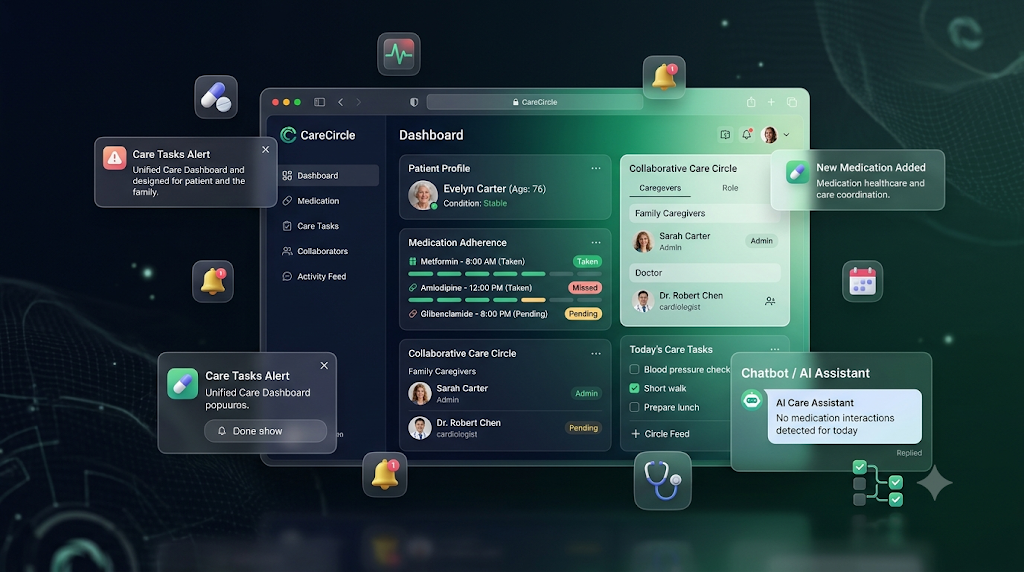 CareCircle
CareCircle
Dashboard
Medication
Care Tasks
Collaborators
Activity Feed
Dashboard
Patient Profile
Evelyn Carter (Ags: 76)
Condition: Stable
Medication Adherence
Metformin - 8:00 AM (Taken)
Taken
Amlodipine - 12:00 PM (Taken)
Missed
Glibenclamide - 8:00 PM (Pending)
Pending
Collaborative Care Circle
Family Caregivers
Sarah Carter
Admin
Admin
Dr. Robert Chen
cardiologist
Pending
Collaborative Care Circle
Caregevers
Role
Family Caregivers
Sarah Carter
Admln
Admin
Doctor
Dr. Robert Chen
cardiologist
Today's Care Tasks
Blood pressure check
Short walk
Prepare lunch
+ Circle Feed
Care Tasks Alert
Unified Care Dashboard and
designed for patient and the
family.
1
New Medication Added
Medication healthcare and
care coordination.
1
Care Tasks Alert
Unified Care Dashboard
popuuros.
Done show
1
Chatbot / AI Assistant
AI Care Assistant
No medication interactions
detected for today
Replied